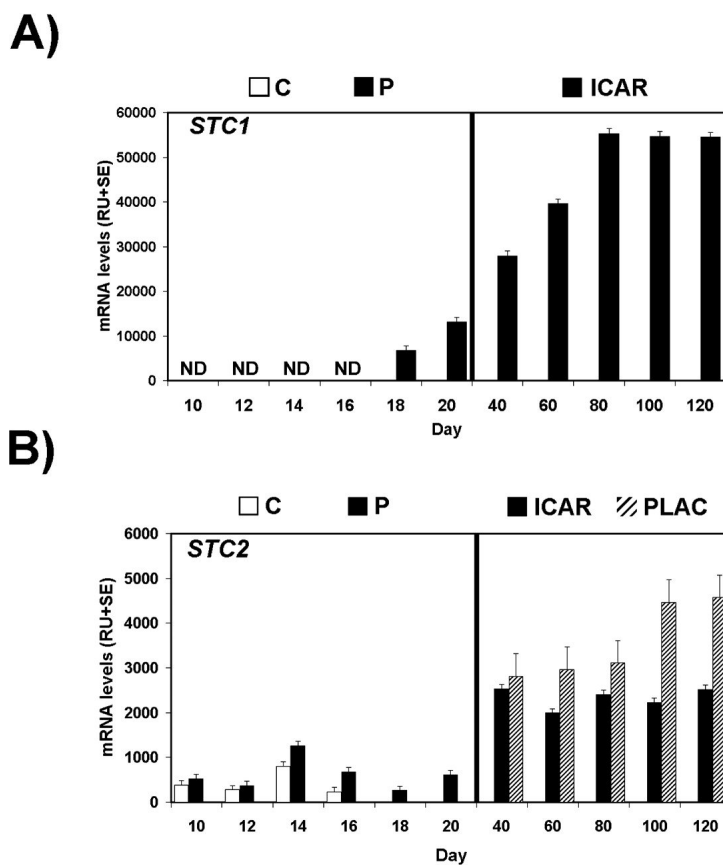 A)
C P ICAR
STC1
mRNA levels (RU+SE)
60000
50000
40000
30000
20000
10000
0
ND ND ND ND
10 12 14 16 18 20 40 60 80 100 120
Day
B)
C P ICAR PLAC
STC2
mRNA levels (RU+SE)
6000
5000
4000
3000
2000
1000
0
10 12 14 16 18 20 40 60 80 100 120
Day